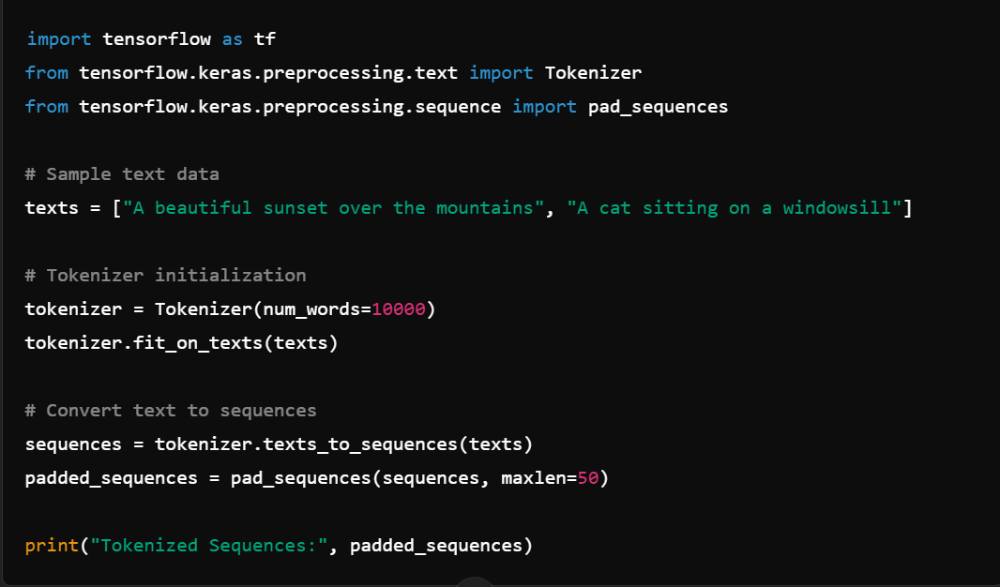 import tensorflow as tf
from tensorflow.keras.preprocessing.text import Tokenizer
from tensorflow.keras.preprocessing.sequence import pad_sequences
# Sample text data
texts = ["A beautiful sunset over the mountains", "A cat sitting on a windowsill"]
# Tokenizer initialization
tokenizer = Tokenizer(num_words=10000)
tokenizer.fit_on_texts(texts)
# Convert text to sequences
sequences = tokenizer.texts_to_sequences(texts)
padded_sequences = pad_sequences(sequences, maxlen=50)
print("Tokenized Sequences:", padded_sequences)